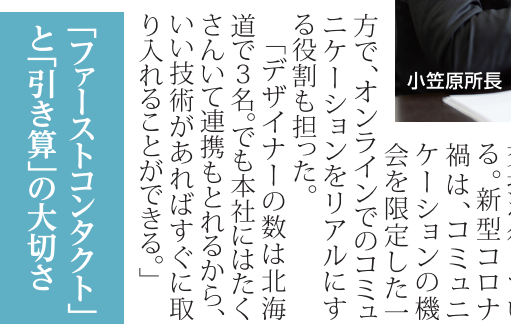 小笠原所長
る。新型コロナ
禍は、コミュニ
ケーションの機
会を限定した一
方で、オンラインでのコミュ
ニケーションをリアルにす
る役割も担った。
「デザイナーの数は北海
道で3名。でも本社にはたく
さんいて連携もとれるから、
いい技術があればすぐに取
り入れることができる。」
「ファーストコンタクト」
と「引き算」の大切さ